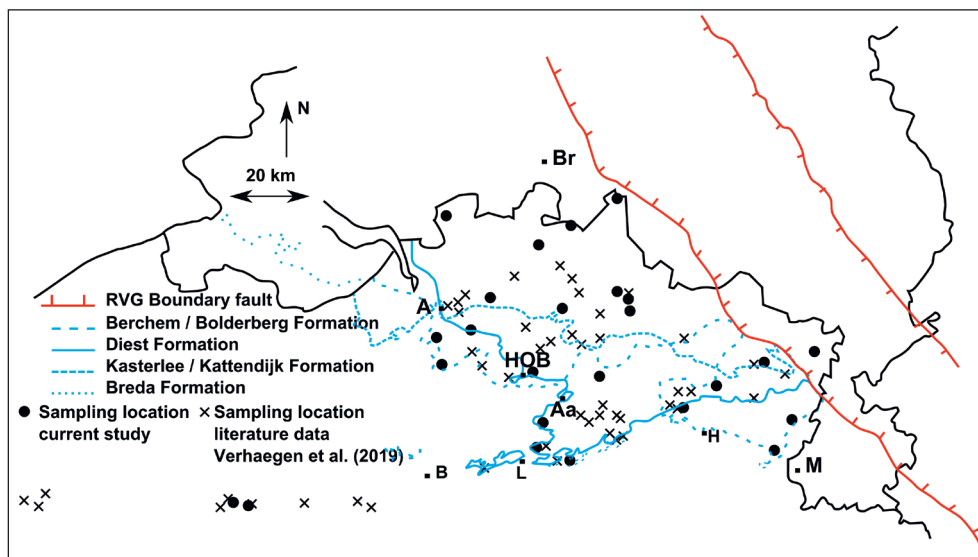 N
20 km
Br
A
HOB
Aa
H
B
L
M
RVG Boundary fault
Berchem / Bolderberg Formation
Diest Formation
Kasterlee / Kattendijk Formation
Breda Formation
Sampling location
current study
Sampling location
literature data
Verhaegen et al. (2019)